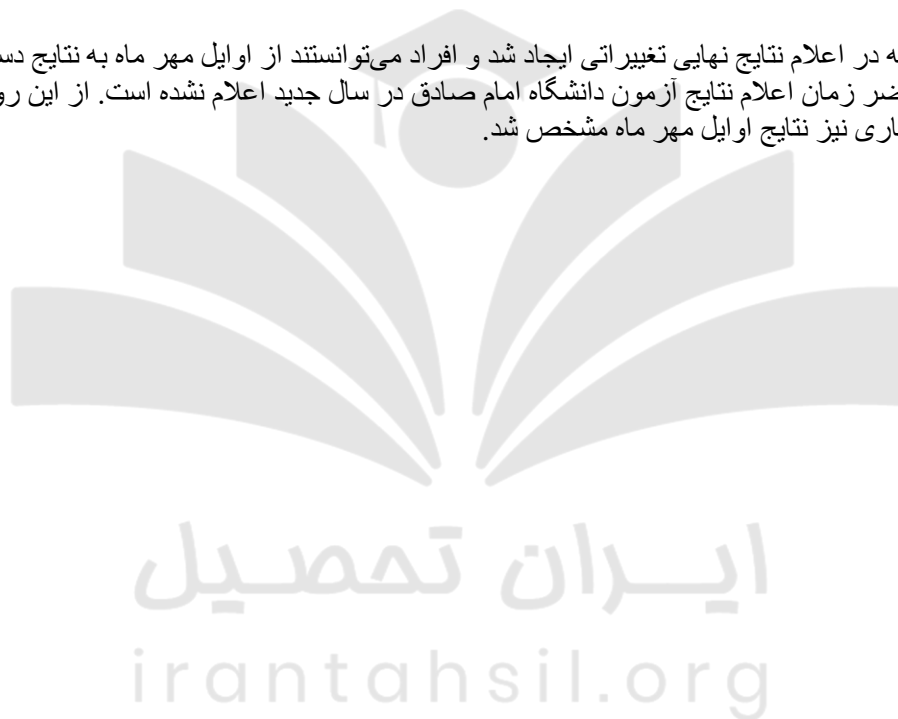 ه در اعلام نتایج نهایی تغییراتی ایجاد شد و افراد می‌توانستند از اوایل مهر ماه به نتایج دس
ضر زمان اعلام نتایج آزمون دانشگاه امام صادق در سال جدید اعلام نشده است. از این رو
اری نیز نتایج اوایل مهر ماه مشخص شد.
ایران تحصیل
irantahsil.org